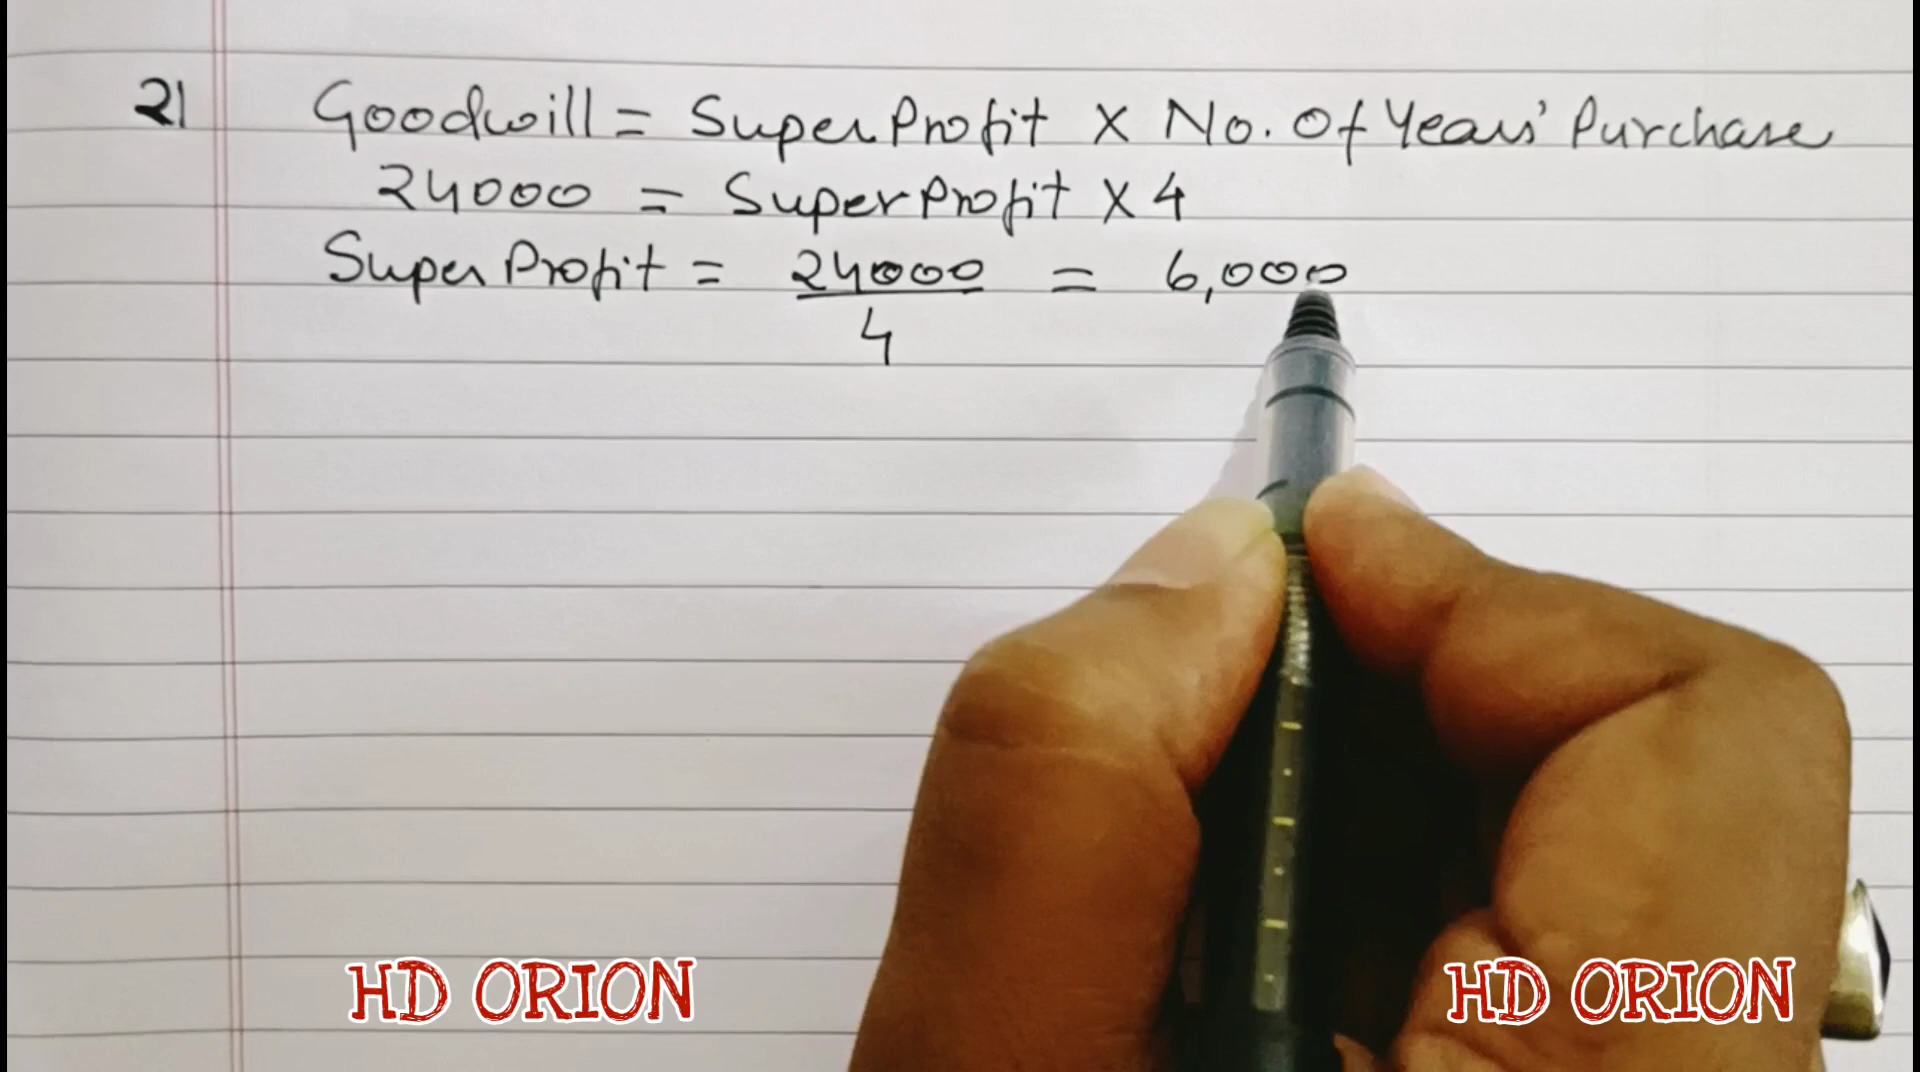 21 Goodwill = Super Profit X No. Of Years' Purchase
24000 = Super Profit X 4
Super Profit = 24000 = 6,000
4
HD ORION HD ORION